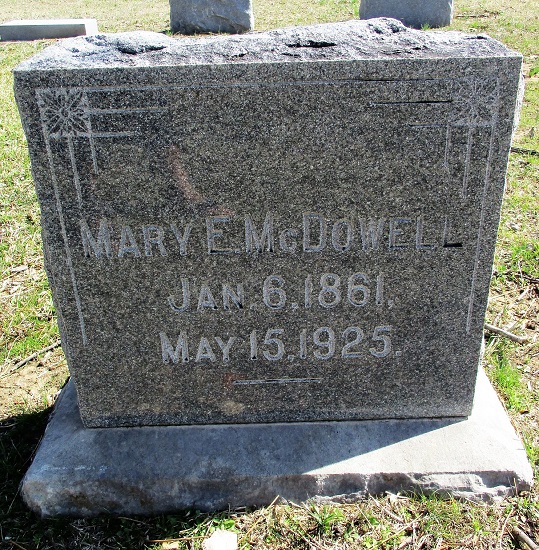 MARY E. MCDOWELL
JAN 6, 1861.
MAY 15, 1925.